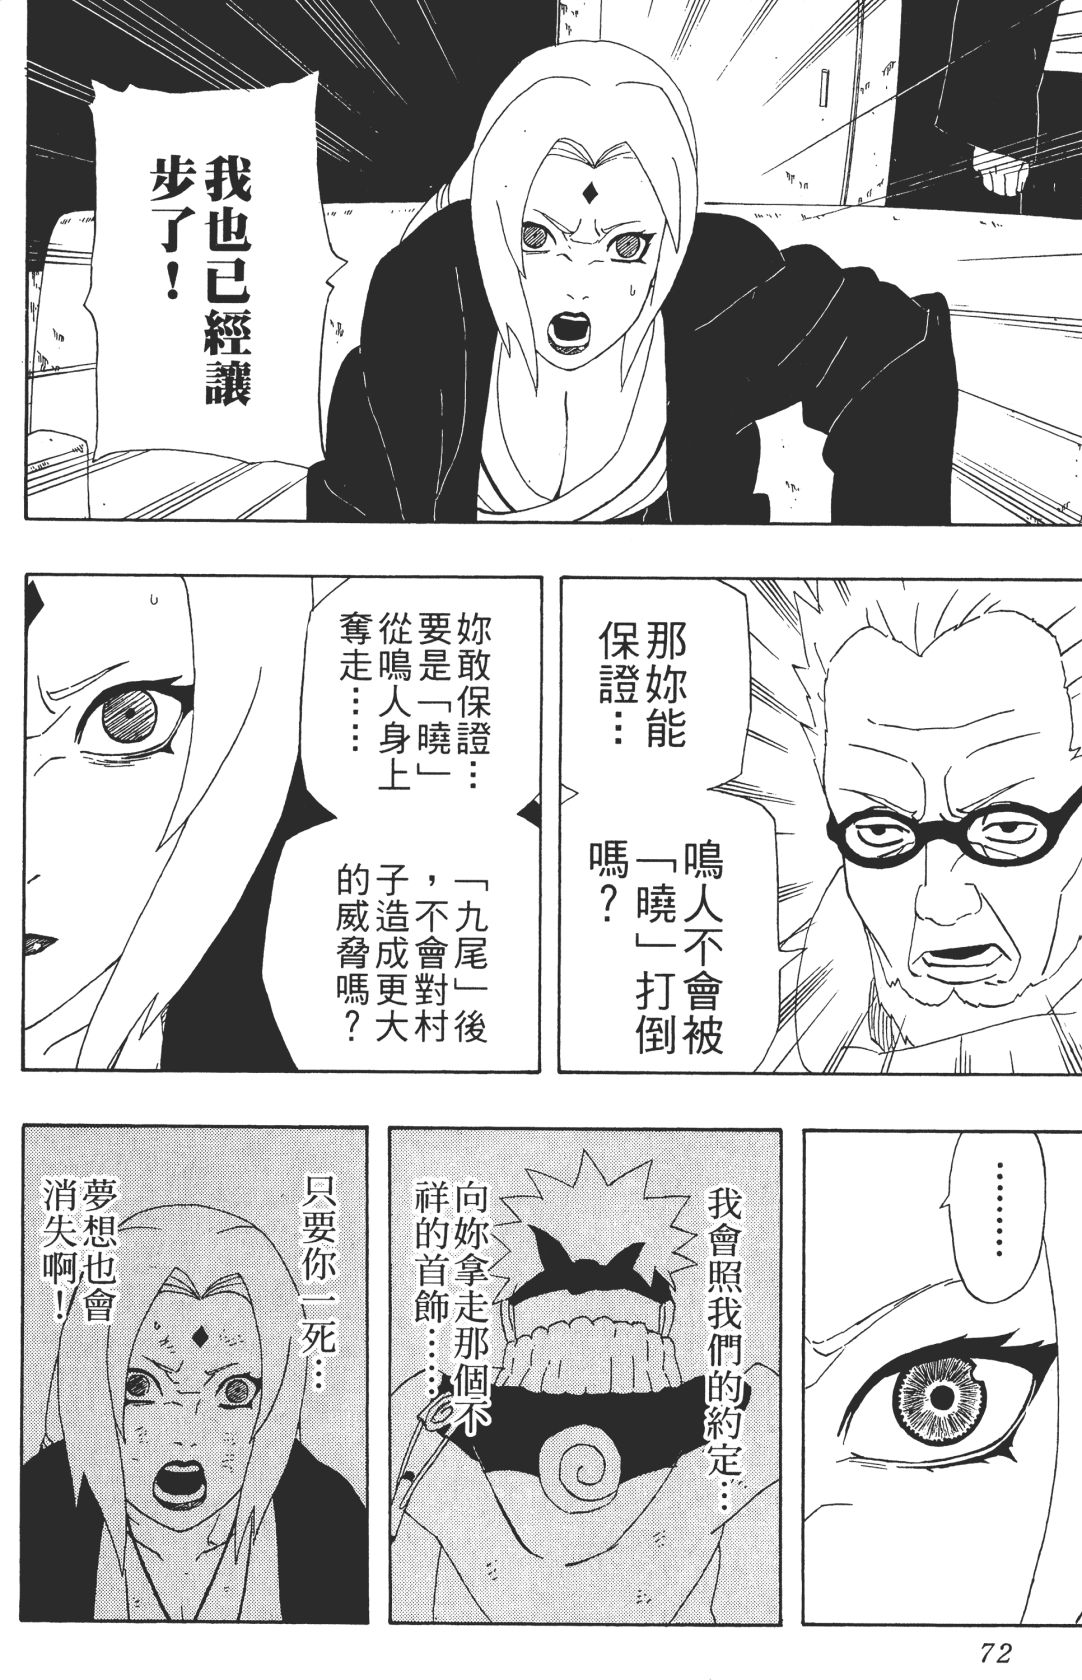 我也已經讓
步了！
那妳能
保證…
鳴人不會被
「曉」打倒
嗎？
妳敢保證…
要是「曉」
從鳴人身上
奪走……
「九尾」後
，不會對村
子造成更大
的威脅嗎？
………
我會照我們的約定…
向妳拿走那個不
祥的首飾……
只要你一死…
夢想也會
消失啊！
72